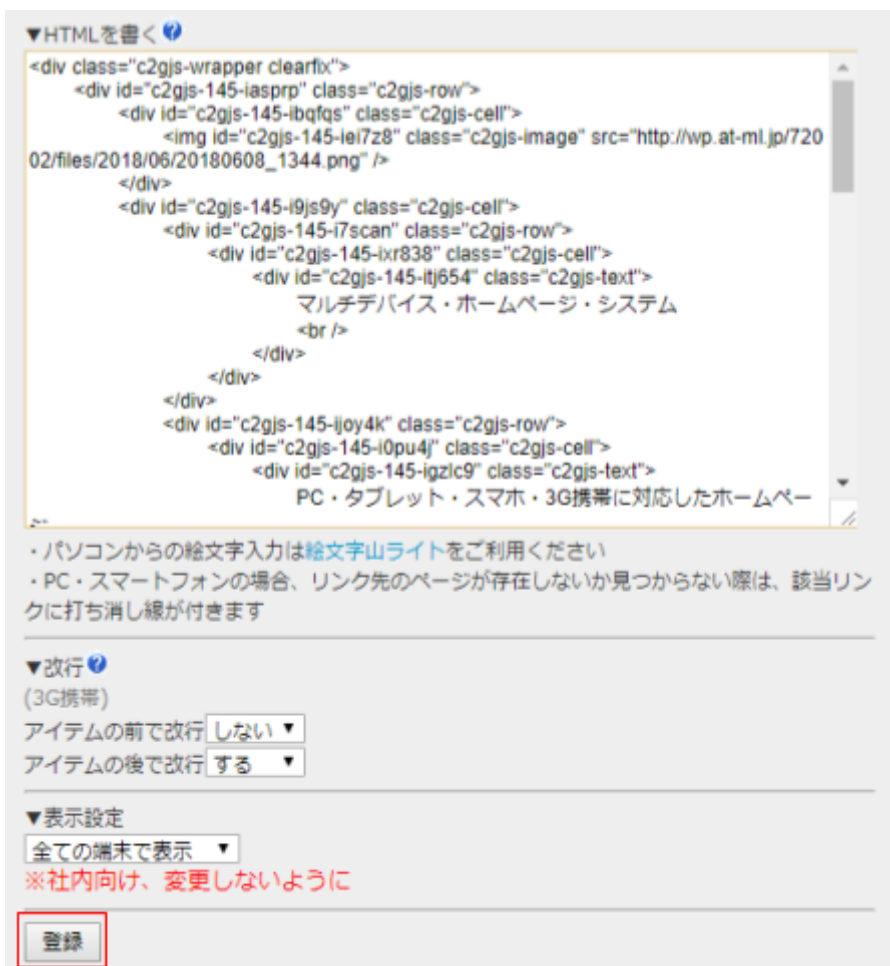 ▼HTMLを書く?
<div class="c2gjs-wrapper clearfix">
<div id="c2gjs-145-iasprp" class="c2gjs-row">
<div id="c2gjs-145-ibqfqs" class="c2gjs-cell">
<img id="c2gjs-145-iei7z8" class="c2gjs-image" src="http://wp.at-ml.jp/720
02/files/2018/06/20180608_1344.png" />
</div>
<div id="c2gjs-145-i9js9y" class="c2gjs-cell">
<div id="c2gjs-145-i7scan" class="c2gjs-row">
<div id="c2gjs-145-ixr838" class="c2gjs-cell">
<div id="c2gjs-145-itj654" class="c2gjs-text">
マルチデバイス・ホームページ・システム
<br />
</div>
</div>
</div>
<div id="c2gjs-145-ijoy4k" class="c2gjs-row">
<div id="c2gjs-145-i0pu4j" class="c2gjs-cell">
<div id="c2gjs-145-igzlc9" class="c2gjs-text">
PC・タブレット・スマホ・3G携帯に対応したホームペー
・パソコンからの絵文字入力は絵文字山ライトをご利用ください
・PC・スマートフォンの場合、リンク先のページが存在しないか見つからない際は、該当リン
クに打ち消し線が付きます
▼改行?
(3G携帯)
アイテムの前で改行 しない ▼
アイテムの後で改行 する ▼
▼表示設定
全ての端末で表示 ▼
※社内向け、変更しないように
登録